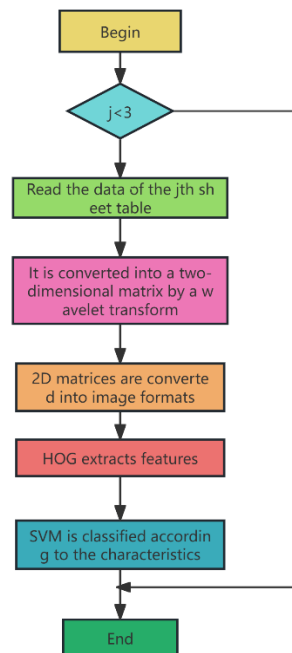 Begin
j<3
Read the data of the jth sh
eet table
It is converted into a two-
dimensional matrix by a w
avelet transform
2D matrices are converte
d into image formats
HOG extracts features
SVM is classified accordin
g to the characteristics
End